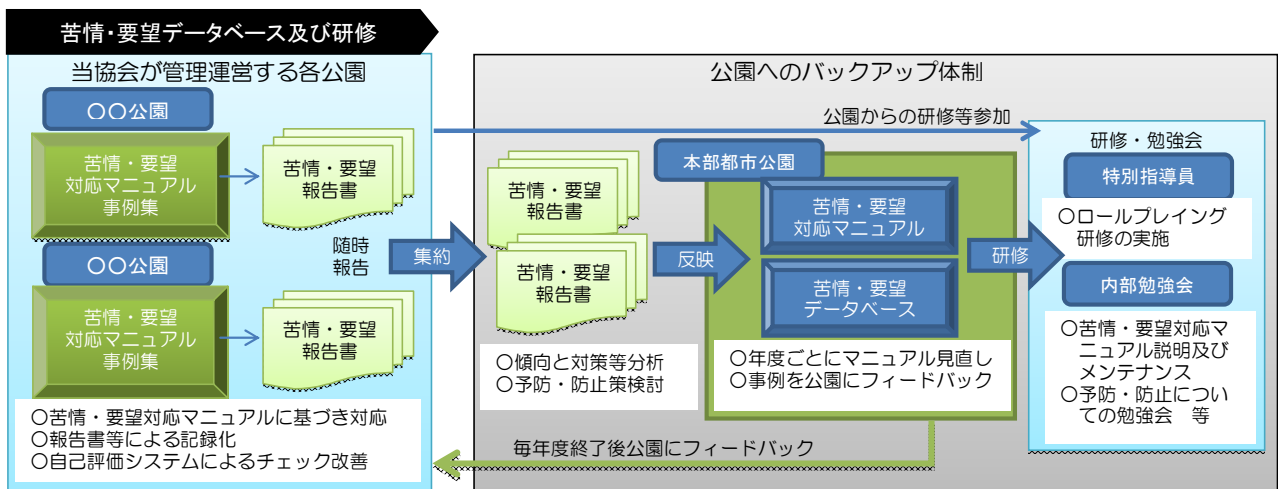 苦情・要望データベース及び研修
当協会が管理運営する各公園
〇〇公園
苦情・要望
対応マニュアル
事例集
苦情・要望
報告書
〇〇公園
苦情・要望
対応マニュアル
事例集
苦情・要望
報告書
随時
報告
〇苦情・要望対応マニュアルに基づき対応
〇報告書等による記録化
〇自己評価システムによるチェック改善
集約
公園へのバックアップ体制
公園からの研修等参加
苦情・要望
報告書
苦情・要望
報告書
〇傾向と対策等分析
〇予防・防止策検討
反映
本部都市公園
苦情・要望
対応マニュアル
苦情・要望
データベース
〇年度ごとにマニュアル見直し
〇事例を公園にフィードバック
研修
研修・勉強会
特別指導員
〇ロールプレイング
研修の実施
内部勉強会
〇苦情・要望対応マ
ニュアル説明及び
メンテナンス
〇予防・防止につい
ての勉強会　等
毎年度終了後公園にフィードバック